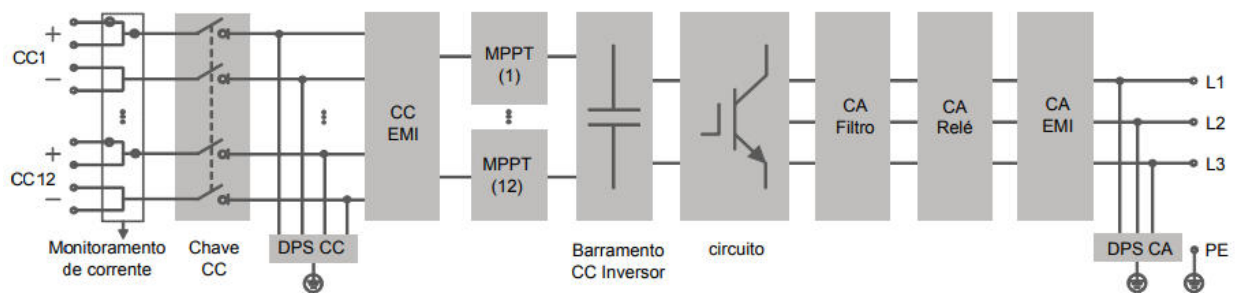 +
CC1
−
+
CC12
−
Monitoramento
de corrente
Chave
CC
DPS CC
CC
EMI
MPPT
(1)
MPPT
(12)
Barramento
CC Inversor
circuito
CA
Filtro
CA
Relé
CA
EMI
L1
L2
L3
DPS CA
PE